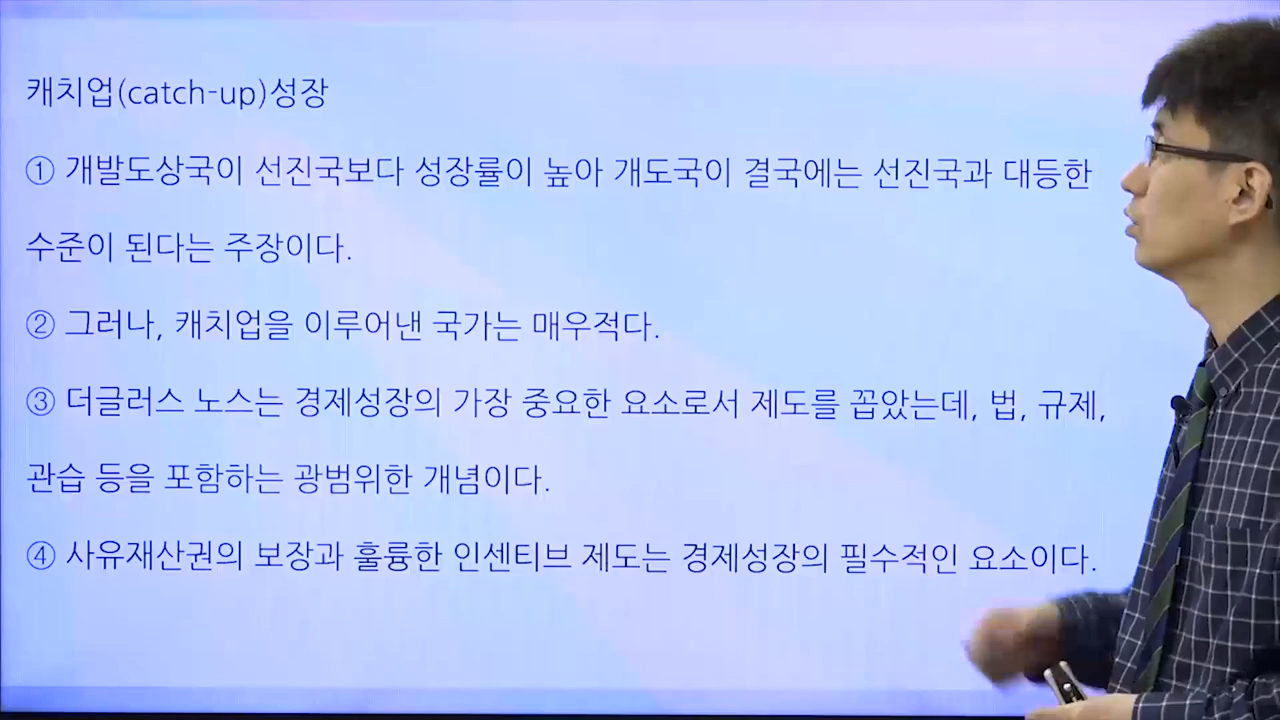 캐치업(catch-up)성장
① 개발도상국이 선진국보다 성장률이 높아 개도국이 결국에는 선진국과 대등한
수준이 된다는 주장이다.
② 그러나, 캐치업을 이루어낸 국가는 매우적다.
③ 더글러스 노스는 경제성장의 가장 중요한 요소로서 제도를 꼽았는데, 법, 규제,
관습 등을 포함하는 광범위한 개념이다.
④ 사유재산권의 보장과 훌륭한 인센티브 제도는 경제성장의 필수적인 요소이다.